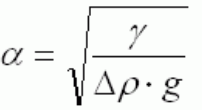 α = √(γ / (Δρ · g))